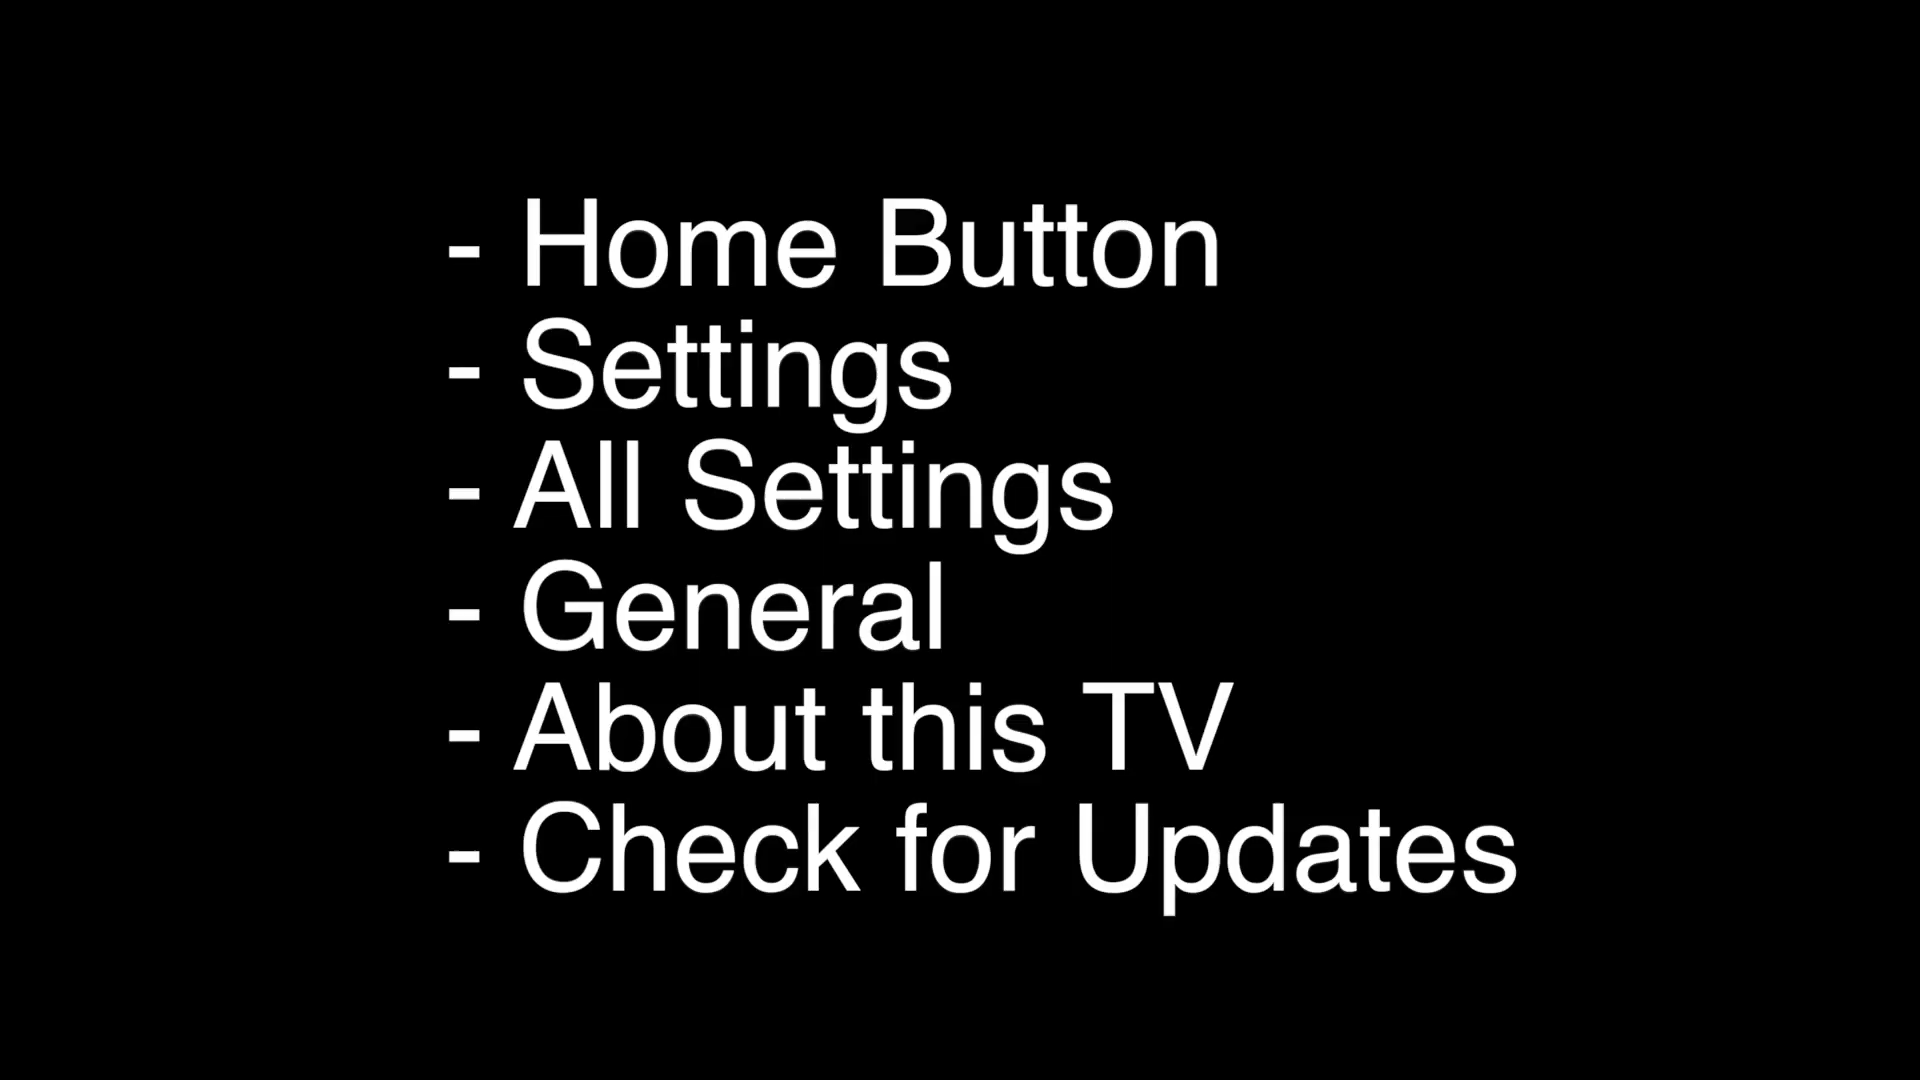 - Home Button
- Settings
- All Settings
- General
- About this TV
- Check for Updates